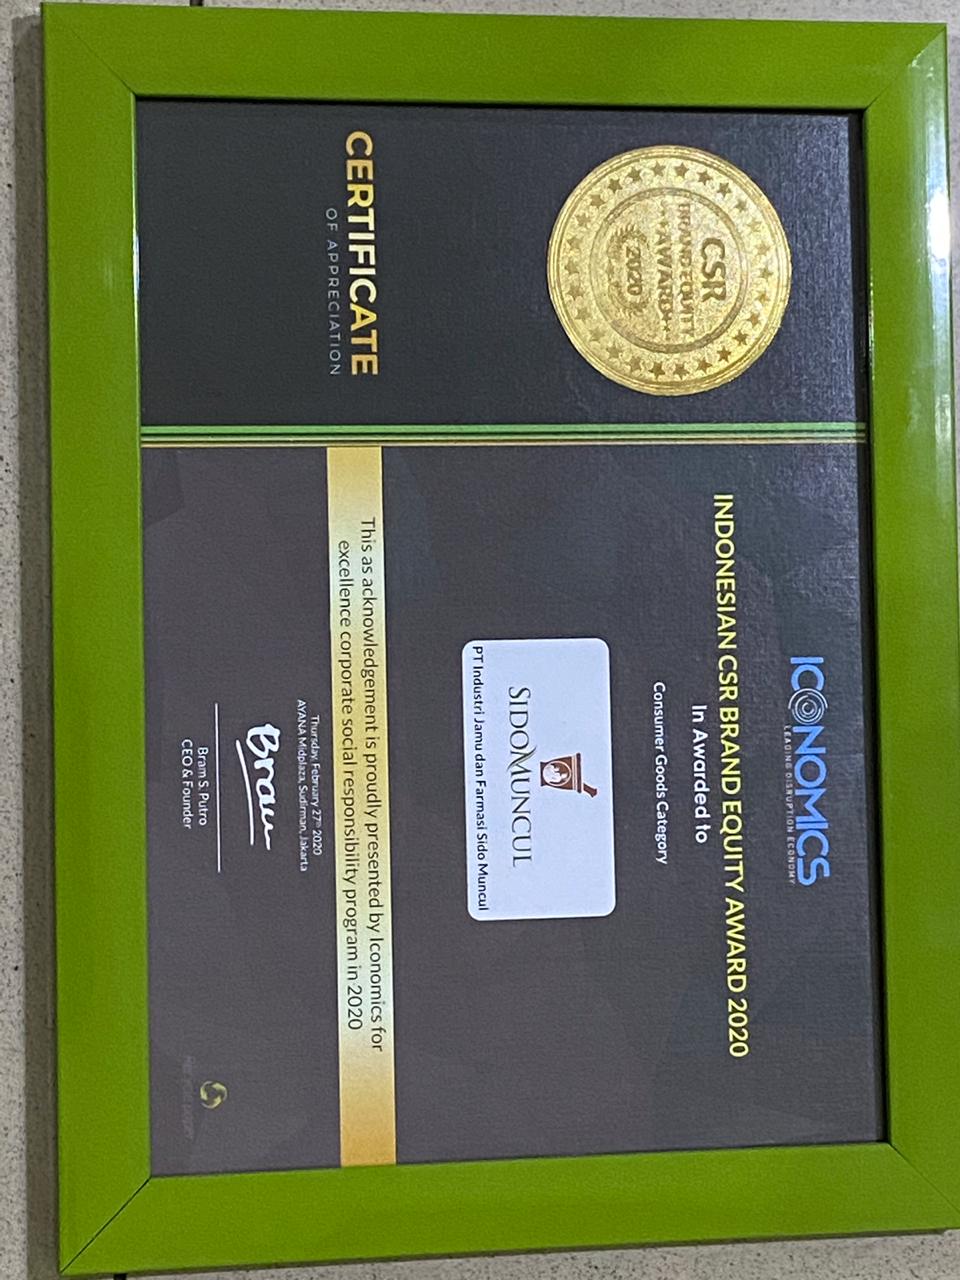 CSR
BRAND EQUITY
AWARD
2020
CERTIFICATE
OF APPRECIATION
ICONOMICS
LEADING DISRUPTION ECONOMY
INDONESIAN CSR BRAND EQUITY AWARD 2020
In Awarded to
Consumer Goods Category
SIDOMUNCUL
PT Industri Jamu dan Farmasi Sido Muncul
This as acknowledgement is proudly presented by Iconomics for
excellence corporate social responsibility program in 2020
Thursday, February 27th 2020
AYANA Midplaza, Sudirman, Jakarta
Bram
Bram S. Putro
CEO & Founder